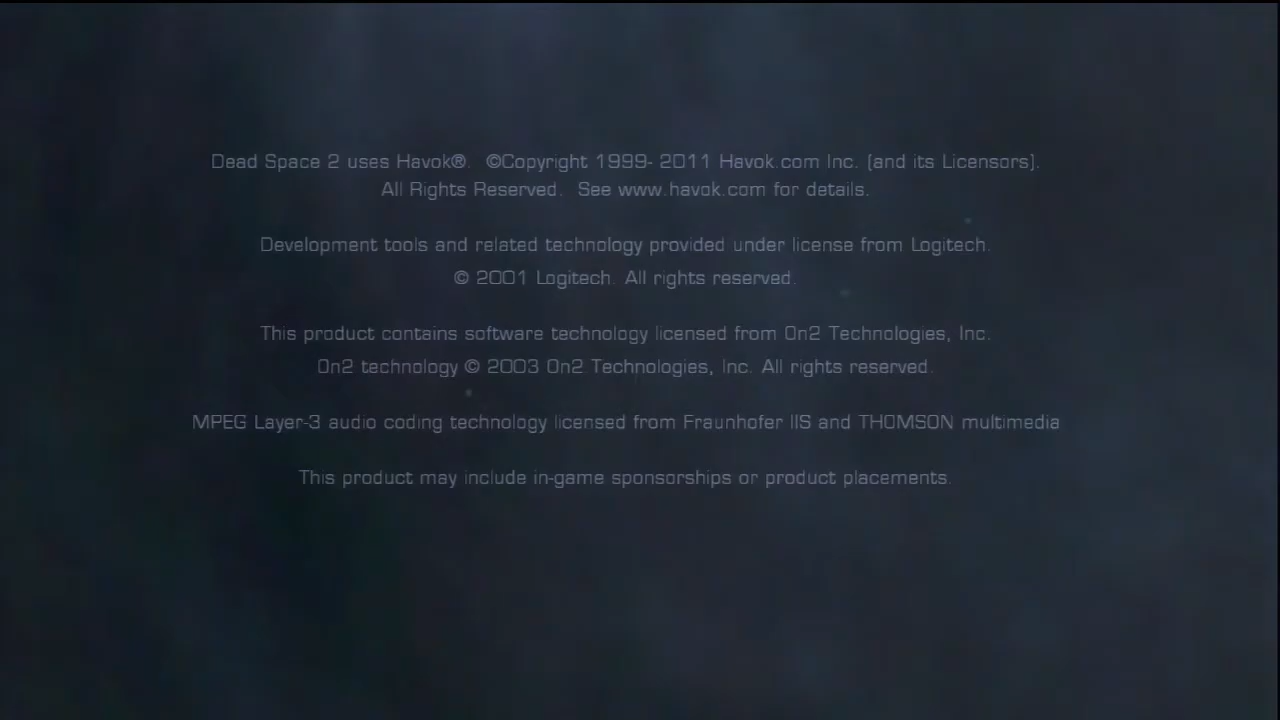 Dead Space 2 uses Havok®.  ©Copyright 1999- 2011 Havok.com Inc. (and its Licensors).
All Rights Reserved.  See www.havok.com for details.
Development tools and related technology provided under license from Logitech.
© 2001 Logitech.  All rights reserved.
This product contains software technology licensed from On2 Technologies, Inc.
On2 technology © 2003 On2 Technologies, Inc. All rights reserved.
MPEG Layer-3 audio coding technology licensed from Fraunhofer IIS and THOMSON multimedia
This product may include in-game sponsorships or product placements.